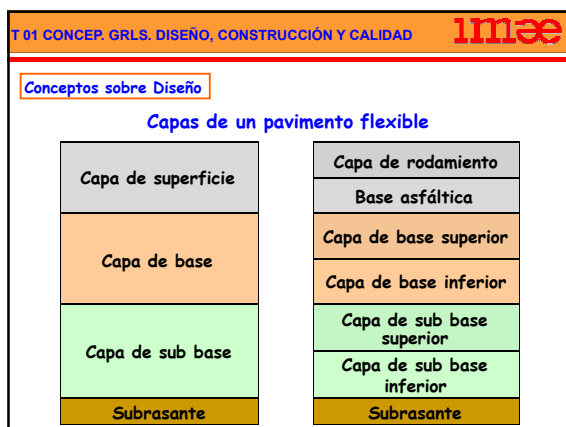 T 01 CONCEP. GRLS. DISEÑO, CONSTRUCCIÓN Y CALIDAD
imae
Conceptos sobre Diseño
Capas de un pavimento flexible
Capa de superficie
Capa de base
Capa de sub base
Subrasante
Capa de rodamiento
Base asfáltica
Capa de base superior
Capa de base inferior
Capa de sub base
superior
Capa de sub base
inferior
Subrasante